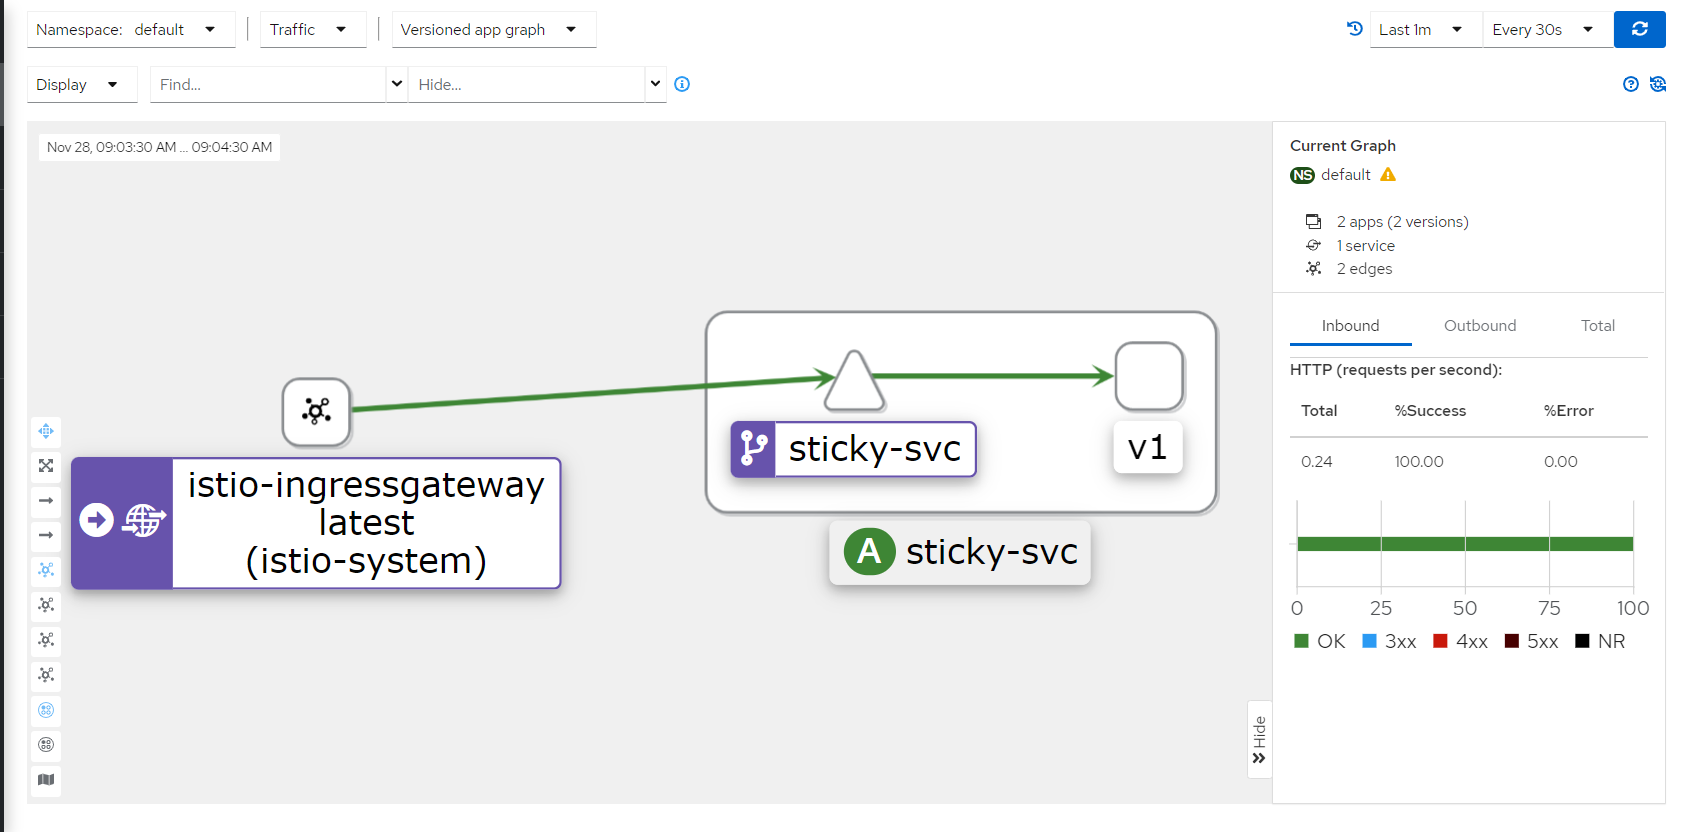 Namespace: default
Traffic
Versioned app graph
Last 1m
Every 30s
Display
Find...
Hide...
Nov 28, 09:03:30 AM ... 09:04:30 AM
istio-ingressgateway
latest
(istio-system)
sticky-svc
v1
A sticky-svc
Hide
Current Graph
NS default
2 apps (2 versions)
1 service
2 edges
Inbound Outbound Total
HTTP (requests per second):
Total %Success %Error
0.24 100.00 0.00
0 25 50 75 100
OK 3xx 4xx 5xx NR